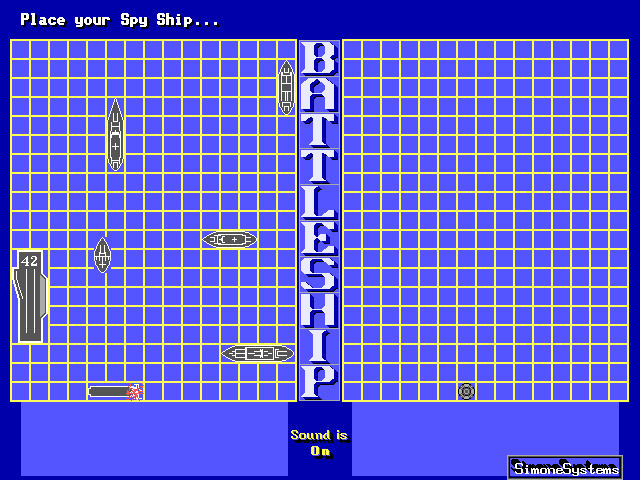 Place your Spy Ship...
BATTLESHIP
42
Sound is
On
SimoneSystems